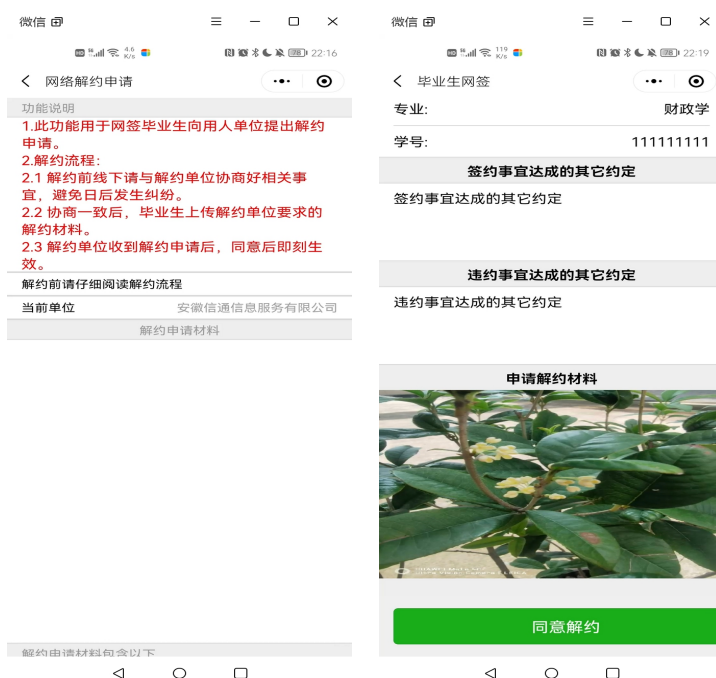 微信
HD 5G 4.6 K/s 22:16
网络解约申请
功能说明
1.此功能用于网签毕业生向用人单位提出解约
申请。
2.解约流程:
2.1 解约前线下请与解约单位协商好相关事
宜，避免日后发生纠纷。
2.2 协商一致后，毕业生上传解约单位要求的
解约材料。
2.3 解约单位收到解约申请后，同意后即刻生
效。
解约前请仔细阅读解约流程
当前单位 安徽信通信息服务有限公司
解约申请材料
解约申请材料包含以下
微信
HD 5G 119 K/s 22:19
毕业生网签
专业: 财政学
学号: 111111111
签约事宜达成的其它约定
签约事宜达成的其它约定
违约事宜达成的其它约定
违约事宜达成的其它约定
申请解约材料
同意解约